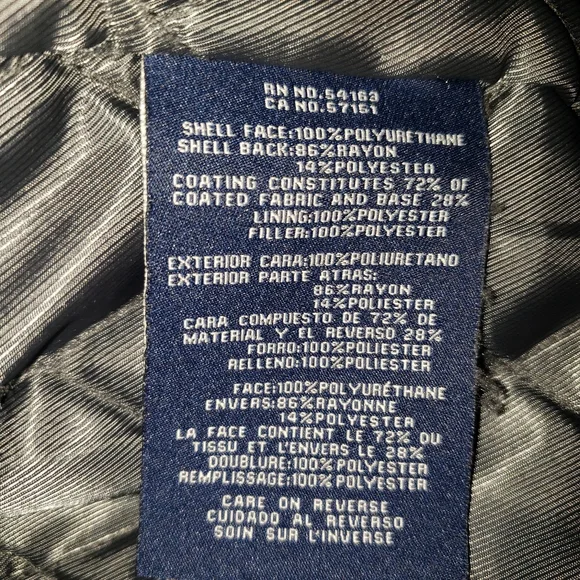 RN NO.54163
CA NO.57151
SHELL FACE:100%POLYURETHANE
SHELL BACK:86%RAYON
14%POLYESTER
COATING CONSTITUTES 72% OF
COATED FABRIC AND BASE 28%
LINING:100%POLYESTER
FILLER:100%POLYESTER
EXTERIOR CARA:100%POLIURETANO
EXTERIOR PARTE ATRAS:
86%RAYON
14%POLIESTER
CARA COMPUESTO DE 72% DE
MATERIAL Y EL REVERSO 28%
FORRO:100%POLIESTER
RELLENO:100%POLIESTER
FACE:100%POLYURÉTHANE
ENVERS:86%RAYONNE
14%POLYESTER
LA FACE CONTIENT LE 72% OU
TISSU ET L'ENVERS LE 28%
DOUBLURE:100%POLYESTER
REMPLISSAGE:100%POLYESTER
CARE ON REVERSE
CUIDADO AL REVERSO
SOIN SUR L'INVERSE